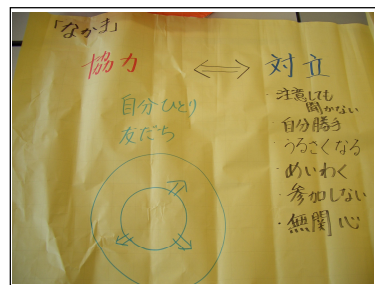 「なかま」
協力 ⟺ 対立
自分ひとり
友だち
・注意しても
聞かない
・自分勝手
・うるさくなる
・めいわく
・参加しない
・無関心